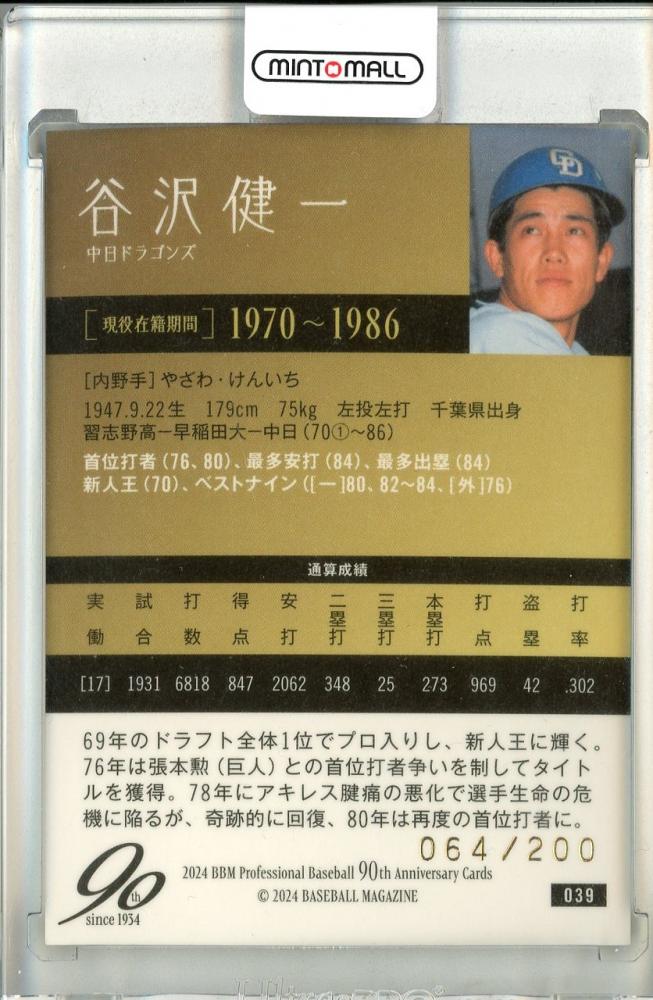 MINTOMALL
谷沢健一
中日ドラゴンズ
[現役在籍期間] 1970〜1986
[内野手] やざわ・けんいち
1947.9.22生 179cm 75kg 左投左打 千葉県出身
習志野高ー早稲田大ー中日(70①〜86)
首位打者(76、80)、最多安打(84)、最多出塁(84)
新人王(70)、ベストナイン([一]80、82〜84、[外]76)
通算成績
実働 試合 打数 得点 安打 二塁打 三塁打 本塁打 打点 盗塁 打率
[17] 1931 6818 847 2062 348 25 273 969 42 .302
69年のドラフト全体1位でプロ入りし、新人王に輝く。
76年は張本勲(巨人)との首位打者争いを制してタイト
ルを獲得。78年にアキレス腱痛の悪化で選手生命の危
機に陥るが、奇跡的に回復、80年は再度の首位打者に。
064/200
90th
since 1934
2024 BBM Professional Baseball 90th Anniversary Cards
© 2024 BASEBALL MAGAZINE
039